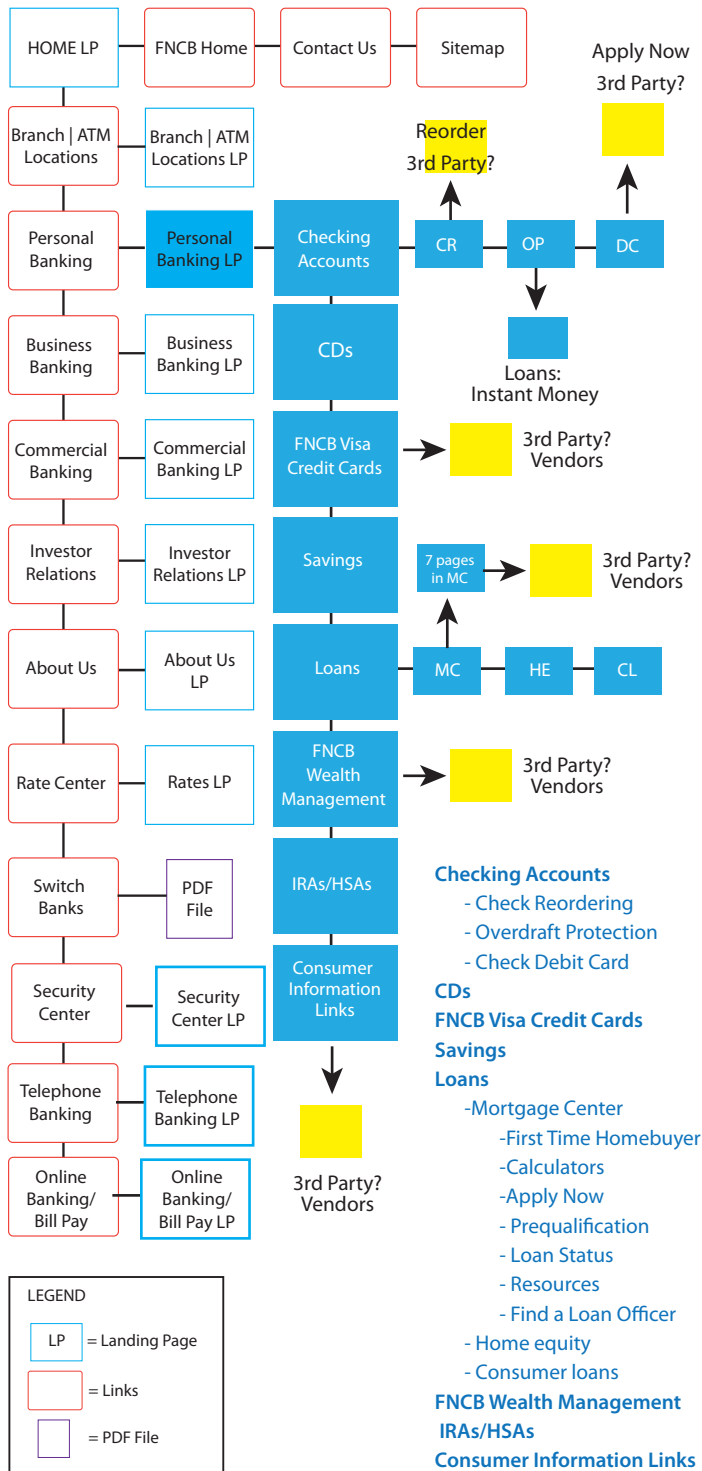 HOME LP
FNCB Home
Contact Us
Sitemap
Apply Now
3rd Party?
Branch | ATM
Locations
Branch | ATM
Locations LP
Reorder
3rd Party?
Personal
Banking
Personal
Banking LP
Checking
Accounts
CR
OP
DC
Business
Banking
Business
Banking LP
CDs
Loans:
Instant Money
Commercial
Banking
Commercial
Banking LP
FNCB Visa
Credit Cards
3rd Party?
Vendors
Investor
Relations
Investor
Relations LP
Savings
7 pages
in MC
3rd Party?
Vendors
About Us
About Us
LP
Loans
MC
HE
CL
Rate Center
Rates LP
FNCB
Wealth
Management
3rd Party?
Vendors
Switch
Banks
PDF
File
IRAs/HSAs
Security
Center
Security
Center LP
Consumer
Information
Links
Telephone
Banking
Telephone
Banking LP
3rd Party?
Vendors
Online
Banking/
Bill Pay
Online
Banking/
Bill Pay LP
Checking Accounts
- Check Reordering
- Overdraft Protection
- Check Debit Card
CDs
FNCB Visa Credit Cards
Savings
Loans
-Mortgage Center
-First Time Homebuyer
-Calculators
-Apply Now
- Prequalification
- Loan Status
- Resources
- Find a Loan Officer
- Home equity
- Consumer loans
FNCB Wealth Management
IRAs/HSAs
Consumer Information Links
LEGEND
LP = Landing Page
= Links
= PDF File